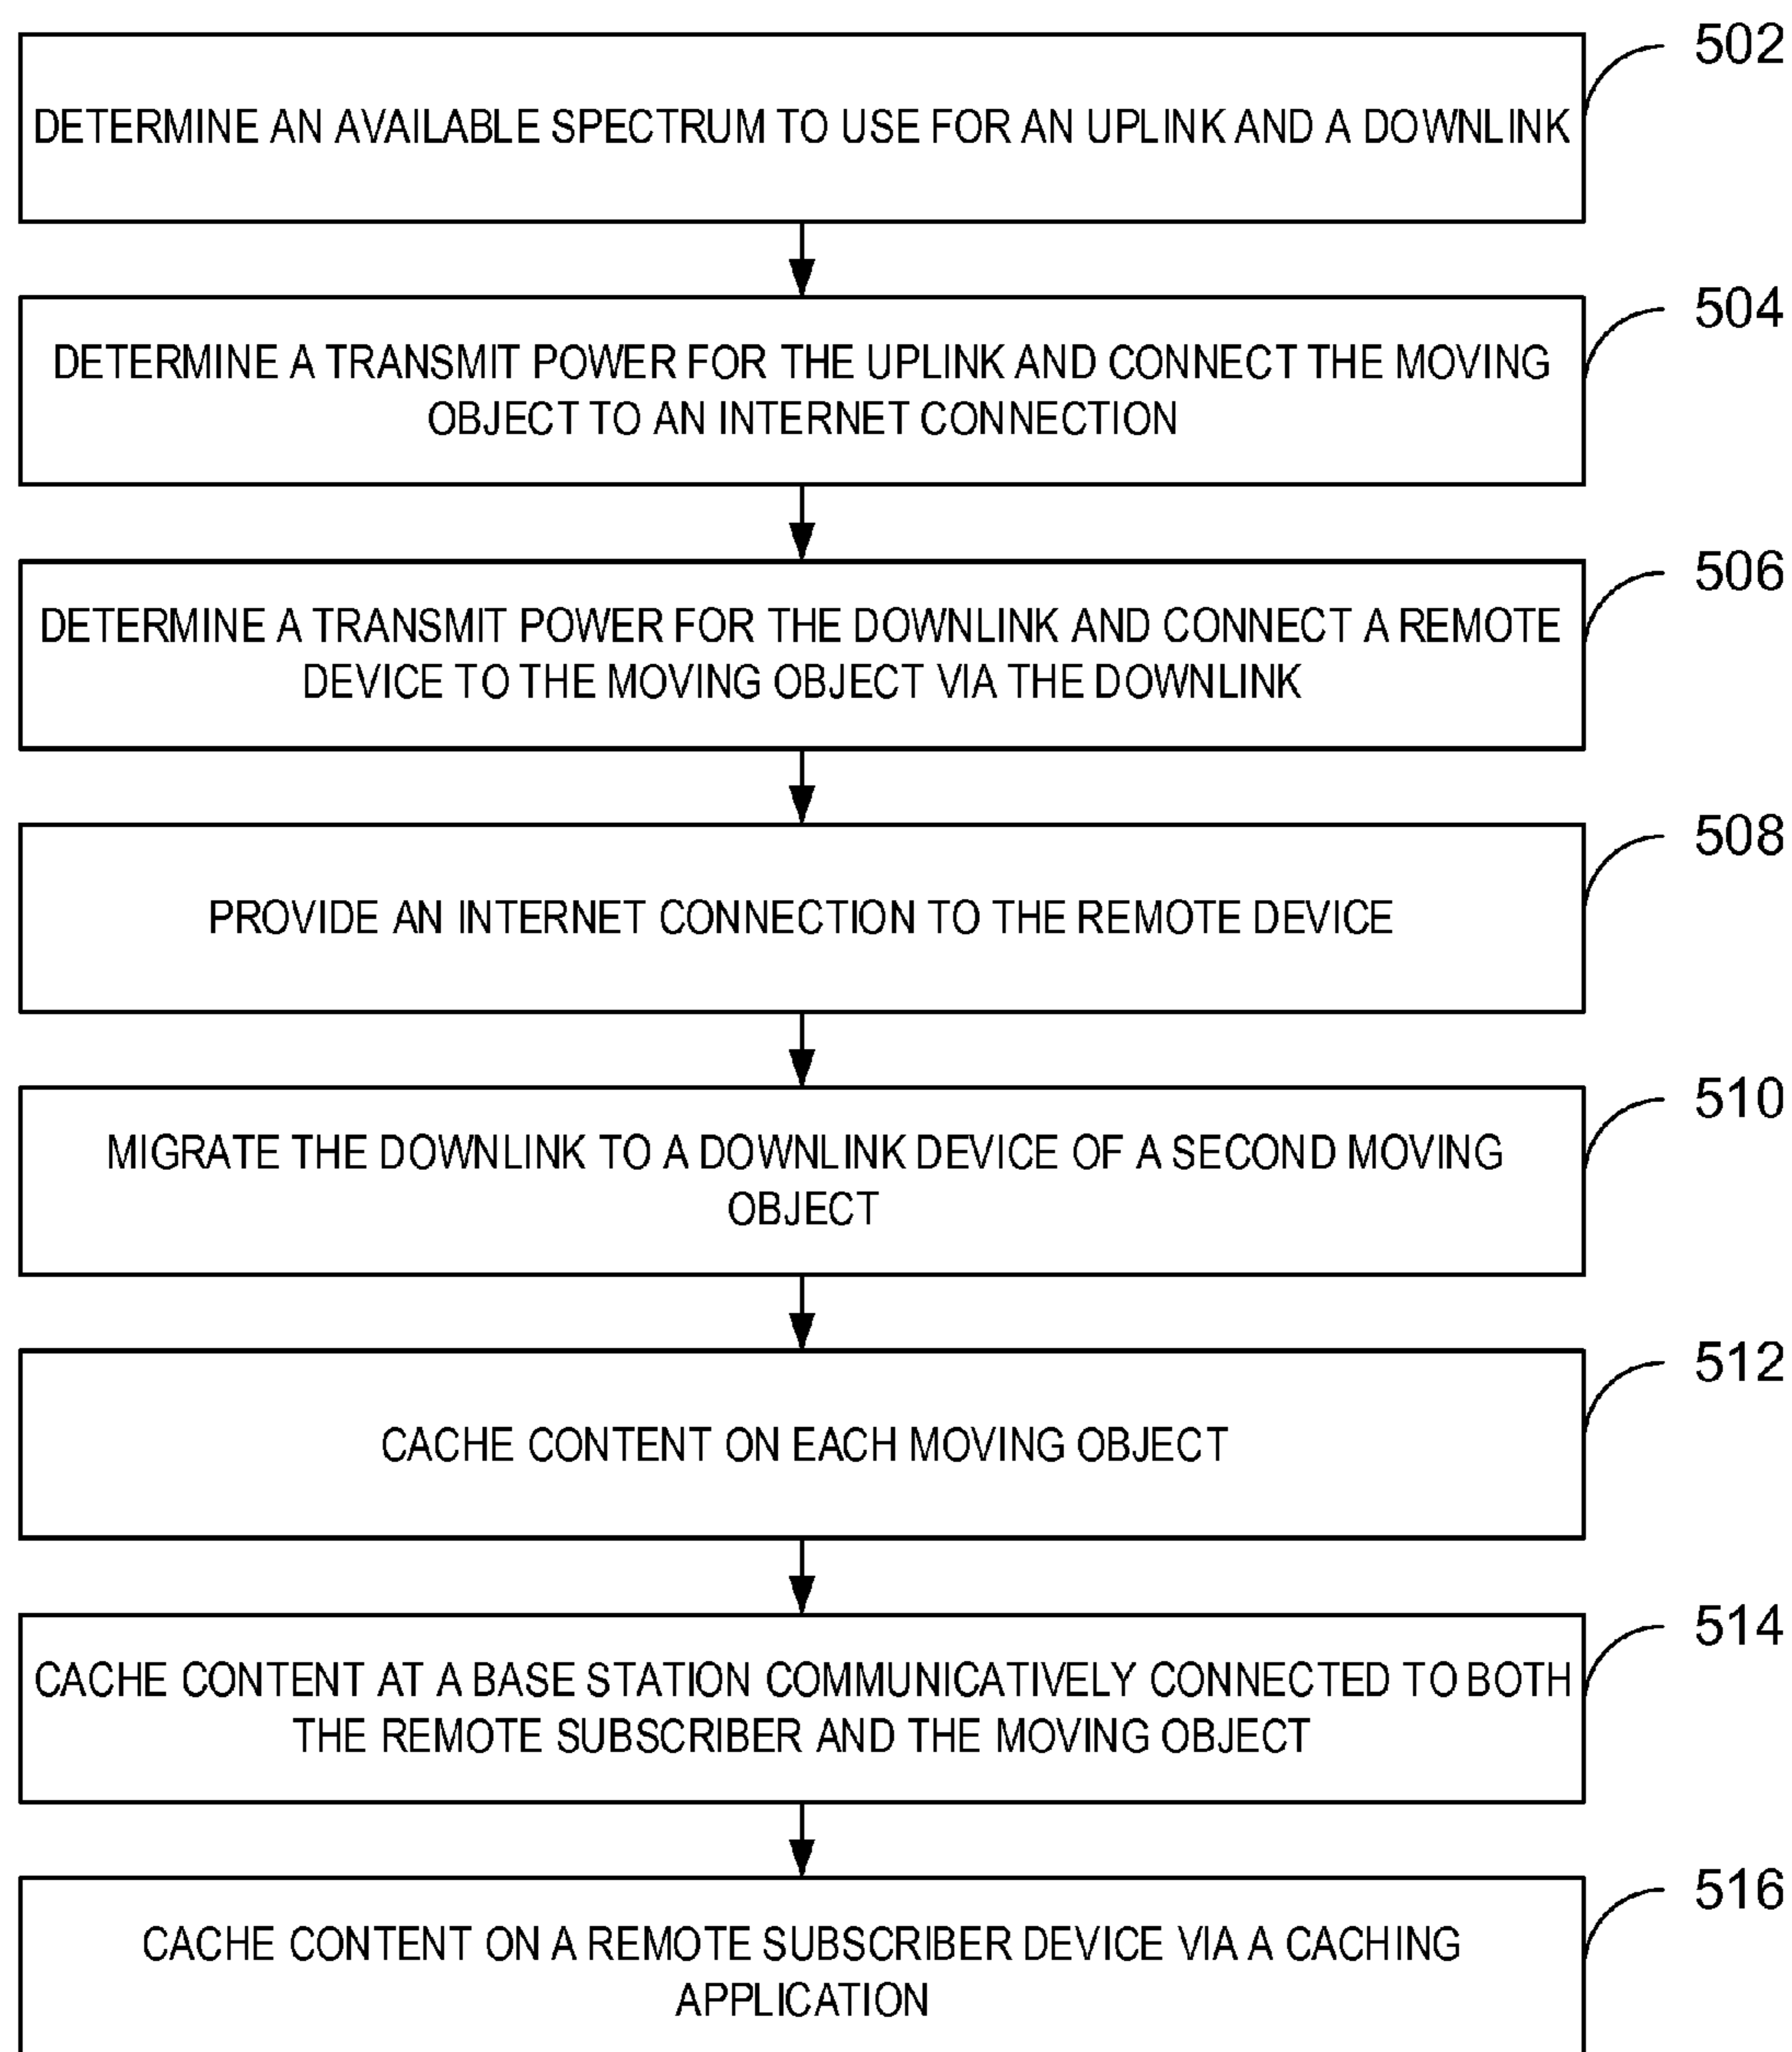 502
DETERMINE AN AVAILABLE SPECTRUM TO USE FOR AN UPLINK AND A DOWNLINK
504
DETERMINE A TRANSMIT POWER FOR THE UPLINK AND CONNECT THE MOVING
OBJECT TO AN INTERNET CONNECTION
506
DETERMINE A TRANSMIT POWER FOR THE DOWNLINK AND CONNECT A REMOTE
DEVICE TO THE MOVING OBJECT VIA THE DOWNLINK
508
PROVIDE AN INTERNET CONNECTION TO THE REMOTE DEVICE
510
MIGRATE THE DOWNLINK TO A DOWNLINK DEVICE OF A SECOND MOVING
OBJECT
512
CACHE CONTENT ON EACH MOVING OBJECT
514
CACHE CONTENT AT A BASE STATION COMMUNICATIVELY CONNECTED TO BOTH
THE REMOTE SUBSCRIBER AND THE MOVING OBJECT
516
CACHE CONTENT ON A REMOTE SUBSCRIBER DEVICE VIA A CACHING
APPLICATION